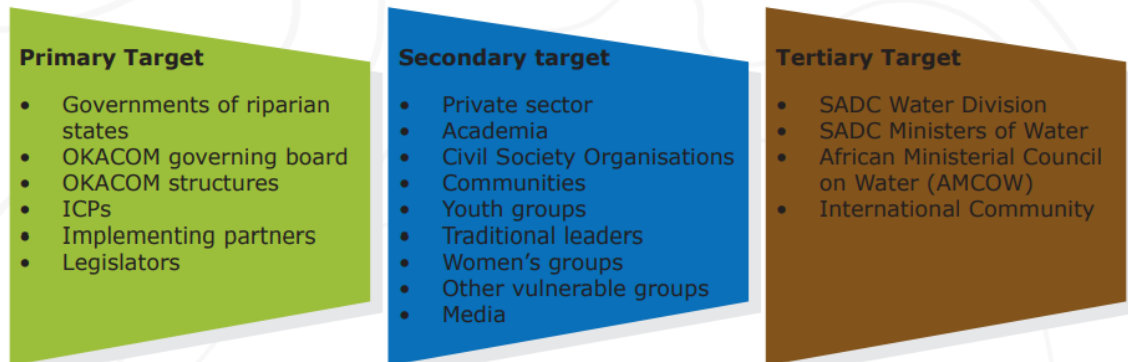 Primary Target
• Governments of riparian
states
• OKACOM governing board
• OKACOM structures
• ICPs
• Implementing partners
• Legislators
Secondary target
• Private sector
• Academia
• Civil Society Organisations
• Communities
• Youth groups
• Traditional leaders
• Women’s groups
• Other vulnerable groups
• Media
Tertiary Target
• SADC Water Division
• SADC Ministers of Water
• African Ministerial Council
on Water (AMCOW)
• International Community